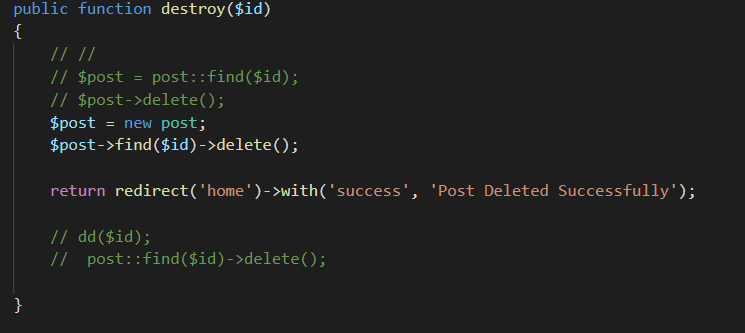 public function destroy($id)
{
// //
// $post = post::find($id);
// $post->delete();
$post = new post;
$post->find($id)->delete();
return redirect('home')->with('success', 'Post Deleted Successfully');
// dd($id);
//  post::find($id)->delete();
}